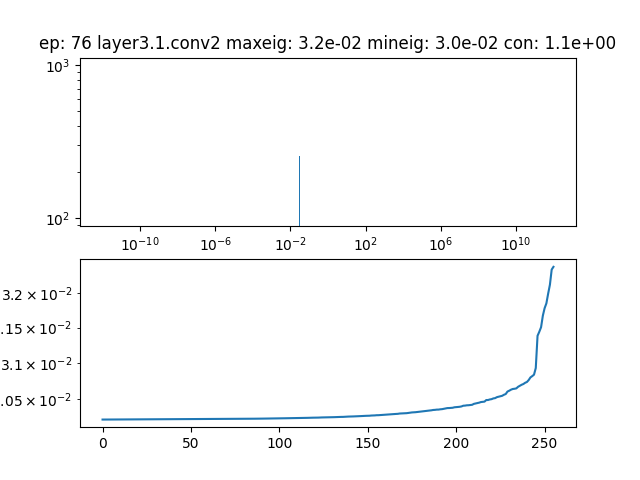 ep: 76 layer3.1.conv2 maxeig: 3.2e-02 mineig: 3.0e-02 con: 1.1e+00
10³
10²
10⁻¹⁰ 10⁻⁶ 10⁻² 10² 10⁶ 10¹⁰
3.2 × 10⁻²
.15 × 10⁻²
3.1 × 10⁻²
.05 × 10⁻²
0 50 100 150 200 250